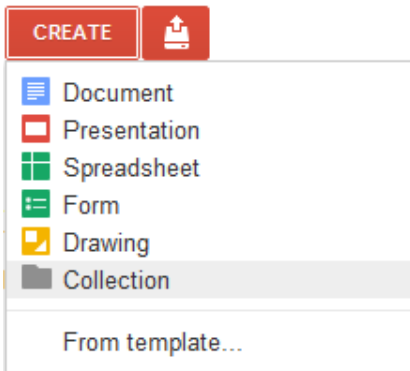 CREATE
Document
Presentation
Spreadsheet
Form
Drawing
Collection
From template...